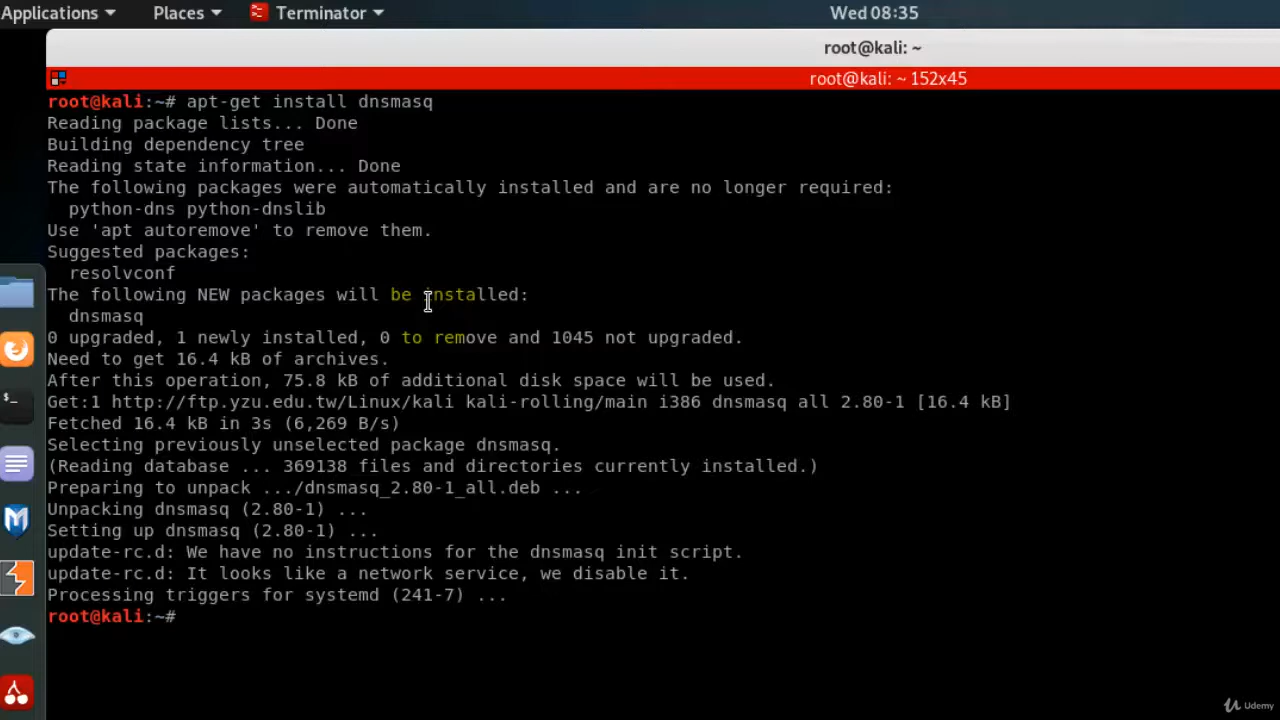 Applications Places Terminator Wed 08:35
root@kali: ~
root@kali: ~ 152x45
root@kali:~# apt-get install dnsmasq
Reading package lists... Done
Building dependency tree
Reading state information... Done
The following packages were automatically installed and are no longer required:
  python-dns python-dnslib
Use 'apt autoremove' to remove them.
Suggested packages:
  resolvconf
The following NEW packages will be installed:
  dnsmasq
0 upgraded, 1 newly installed, 0 to remove and 1045 not upgraded.
Need to get 16.4 kB of archives.
After this operation, 75.8 kB of additional disk space will be used.
Get:1 http://ftp.yzu.edu.tw/Linux/kali kali-rolling/main i386 dnsmasq all 2.80-1 [16.4 kB]
Fetched 16.4 kB in 3s (6,269 B/s)
Selecting previously unselected package dnsmasq.
(Reading database ... 369138 files and directories currently installed.)
Preparing to unpack .../dnsmasq_2.80-1_all.deb ...
Unpacking dnsmasq (2.80-1) ...
Setting up dnsmasq (2.80-1) ...
update-rc.d: We have no instructions for the dnsmasq init script.
update-rc.d: It looks like a network service, we disable it.
Processing triggers for systemd (241-7) ...
root@kali:~#
Udemy